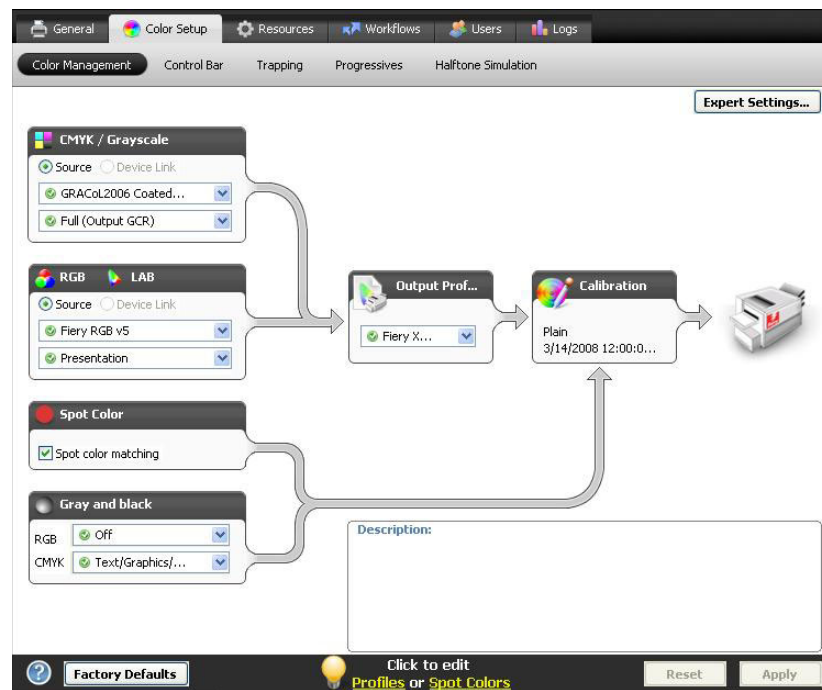 General Color Setup Resources Workflows Users Logs
Color Management Control Bar Trapping Progressives Halftone Simulation
Expert Settings...
CMYK / Grayscale
Source Device Link
GRACoL2006 Coated...
Full (Output GCR)
RGB LAB
Source Device Link
Fiery RGB v5
Presentation
Output Prof...
Fiery X...
Calibration
Plain
3/14/2008 12:00:0...
Spot Color
Spot color matching
Gray and black
RGB Off
CMYK Text/Graphics/...
Description:
Factory Defaults
Click to edit
Profiles or Spot Colors
Reset Apply